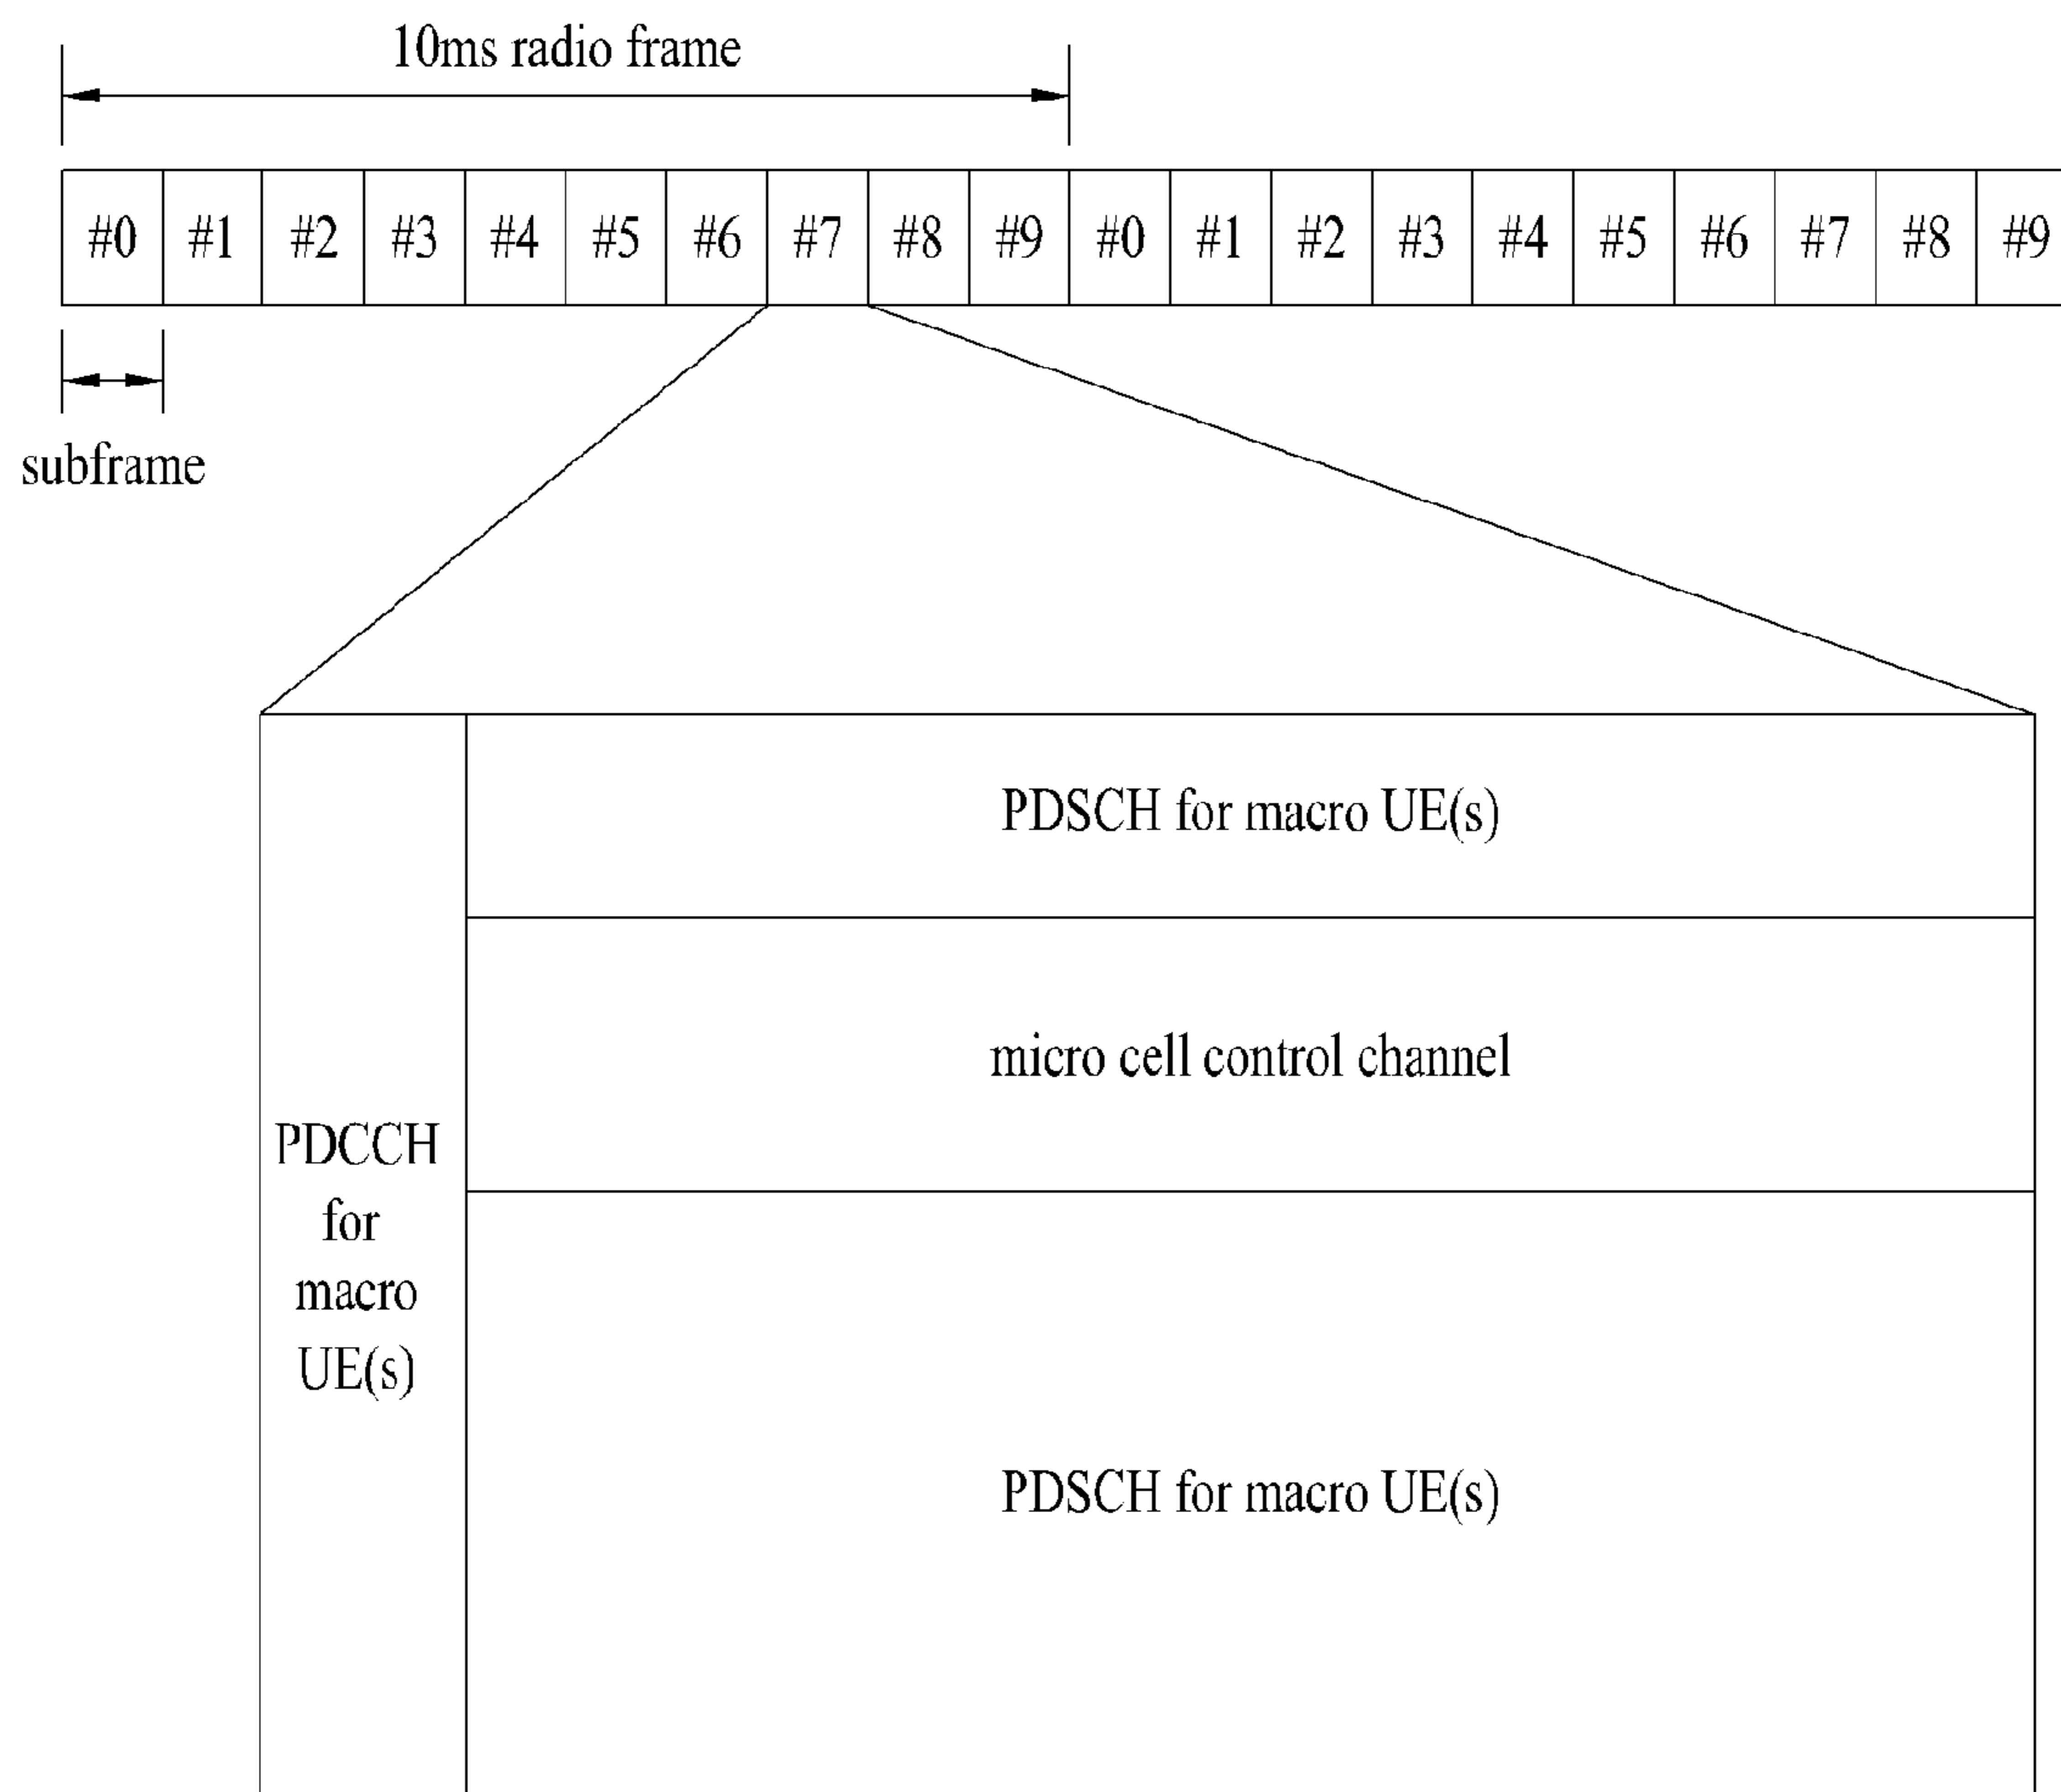 10ms radio frame
#0 #1 #2 #3 #4 #5 #6 #7 #8 #9 #0 #1 #2 #3 #4 #5 #6 #7 #8 #9
subframe
PDSCH for macro UE(s)
micro cell control channel
PDCCH
for
macro
UE(s)
PDSCH for macro UE(s)